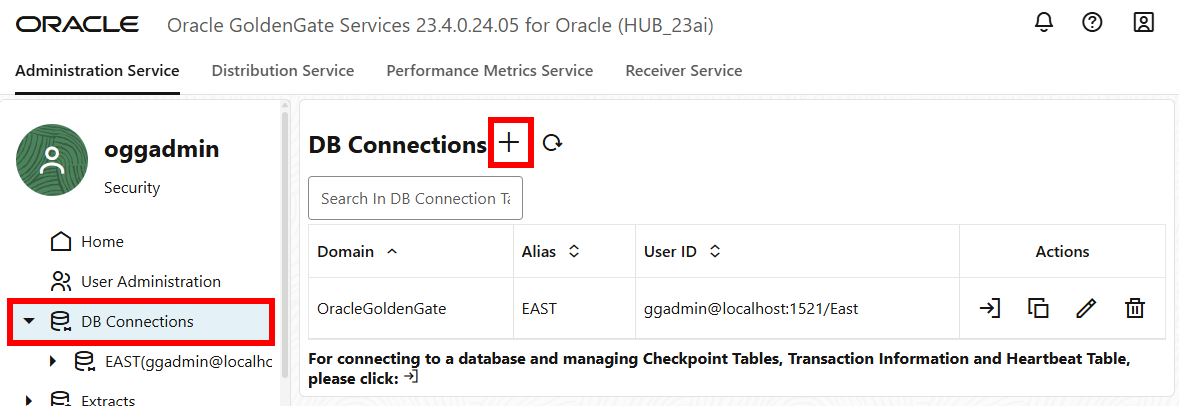 ORACLE Oracle GoldenGate Services 23.4.0.24.05 for Oracle (HUB_23ai)
Administration Service Distribution Service Performance Metrics Service Receiver Service
oggadmin
Security
Home
User Administration
DB Connections
EAST(ggadmin@localhc
Extracts
DB Connections
Search In DB Connection Ta
Domain Alias User ID Actions
OracleGoldenGate EAST ggadmin@localhost:1521/East
For connecting to a database and managing Checkpoint Tables, Transaction Information and Heartbeat Table,
please click: